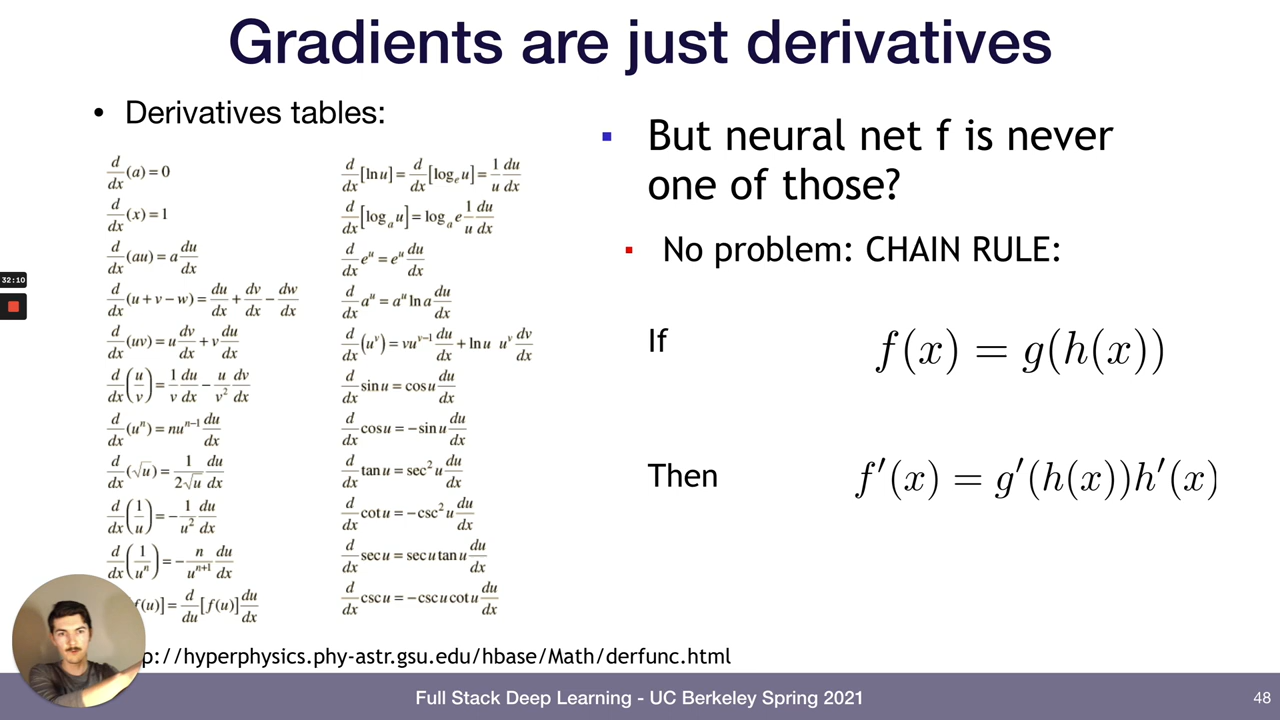 Gradients are just derivatives
• Derivatives tables:
d/dx (a) = 0
d/dx (x) = 1
d/dx (au) = a du/dx
d/dx (u + v − w) = du/dx + dv/dx − dw/dx
d/dx (uv) = u dv/dx + v du/dx
d/dx (u/v) = 1/v du/dx − u/v² dv/dx
d/dx (uⁿ) = nuⁿ⁻¹ du/dx
d/dx (√u) = 1/(2√u) du/dx
d/dx (1/u) = − 1/u² du/dx
d/dx (1/uⁿ) = − n/uⁿ⁺¹ du/dx
f(u)] = d/du [f(u)] du/dx
d/dx [ln u] = d/dx [logₑ u] = 1/u du/dx
d/dx [logₐ u] = logₐ e 1/u du/dx
d/dx eᵘ = eᵘ du/dx
d/dx aᵘ = aᵘ ln a du/dx
d/dx (uᵛ) = vuᵛ⁻¹ du/dx + ln u uᵛ dv/dx
d/dx sin u = cos u du/dx
d/dx cos u = −sin u du/dx
d/dx tan u = sec² u du/dx
d/dx cot u = −csc² u du/dx
d/dx sec u = sec u tan u du/dx
d/dx csc u = −csc u cot u du/dx
p://hyperphysics.phy-astr.gsu.edu/hbase/Math/derfunc.html
▪ But neural net f is never
one of those?
▪ No problem: CHAIN RULE:
If f(x) = g(h(x))
Then f′(x) = g′(h(x))h′(x)
32:10
Full Stack Deep Learning - UC Berkeley Spring 2021
48